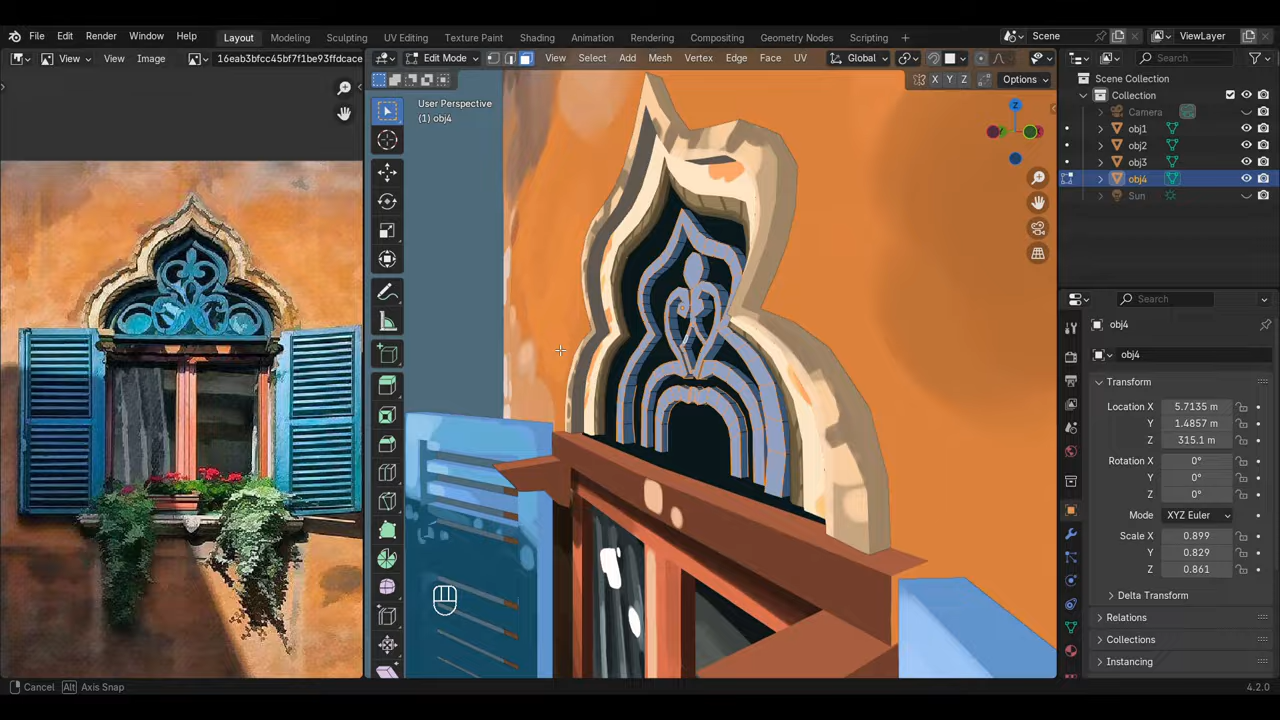 File Edit Render Window Help
Layout Modeling Sculpting UV Editing Texture Paint Shading Animation Rendering Compositing Geometry Nodes Scripting +
Scene
ViewLayer
View View Image 16eab3bfcc45bf7f1be93ffdcace
Edit Mode View Select Add Mesh Vertex Edge Face UV Global
Search
X Y Z Options
User Perspective
(1) obj4
Z
Scene Collection
Collection
Camera
obj1
obj2
obj3
obj4
Sun
Search
obj4
obj4
Transform
Location X 5.7135 m
Y 1.4857 m
Z 315.1 m
Rotation X 0°
Y 0°
Z 0°
Mode XYZ Euler
Scale X 0.899
Y 0.829
Z 0.861
Delta Transform
Relations
Collections
Instancing
Cancel Alt Axis Snap
4.2.0